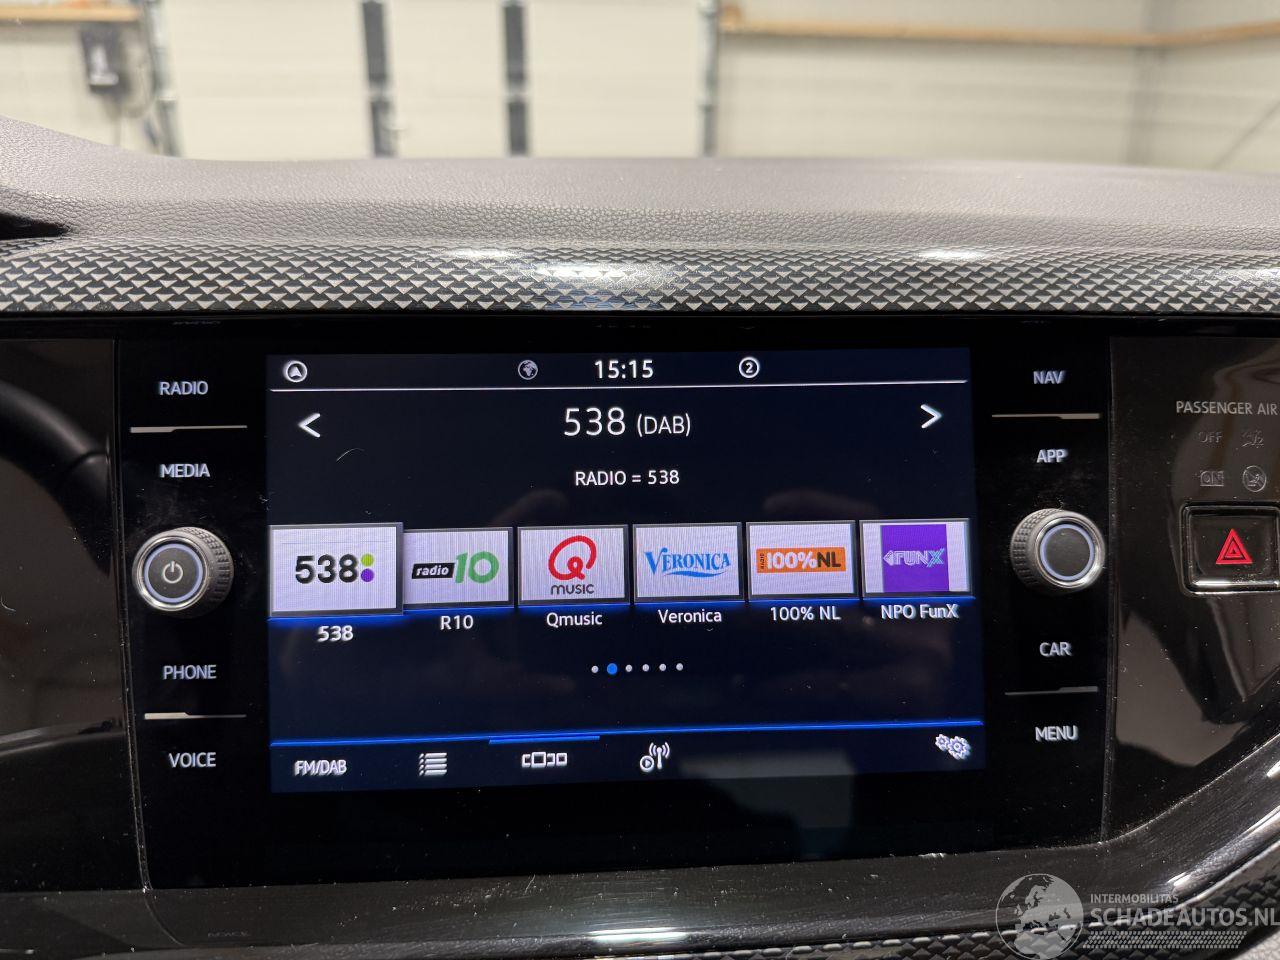 RADIO
MEDIA
PHONE
VOICE
15:15
2
538 (DAB)
RADIO = 538
538
radio 10
Q MUSIC
VERONICA
RADIO 100%NL
FUNX
538
R10
Qmusic
Veronica
100% NL
NPO FunX
FM/DAB
NAV
APP
CAR
MENU
PASSENGER AIR
OFF
ON
INTERMOBILITAS
SCHADEAUTOS.NL